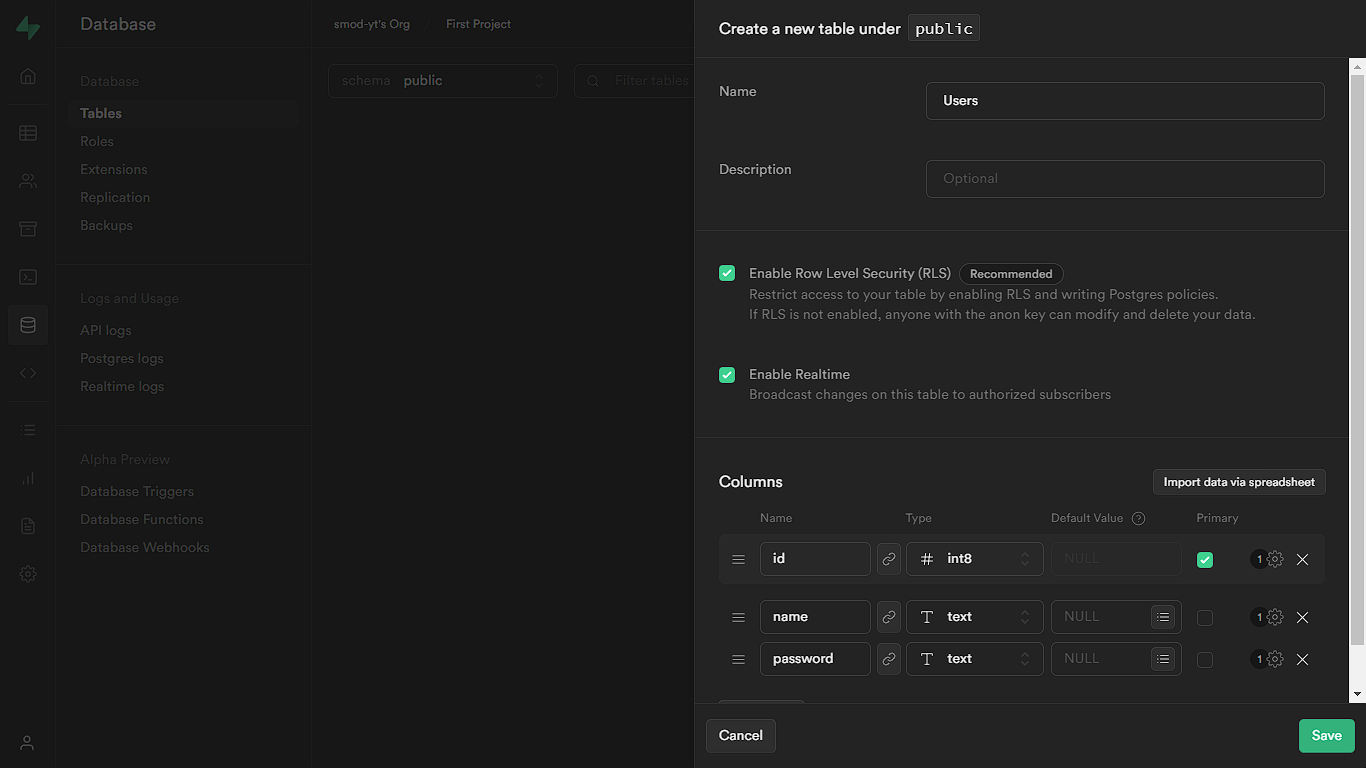 Database
smod-yt's Org
First Project
Database
Tables
Roles
Extensions
Replication
Backups
Logs and Usage
API logs
Postgres logs
Realtime logs
Alpha Preview
Database Triggers
Database Functions
Database Webhooks
schema public
Filter tables
Create a new table under public
Name
Users
Description
Optional
Enable Row Level Security (RLS) Recommended
Restrict access to your table by enabling RLS and writing Postgres policies.
If RLS is not enabled, anyone with the anon key can modify and delete your data.
Enable Realtime
Broadcast changes on this table to authorized subscribers
Columns
Import data via spreadsheet
Name Type Default Value ? Primary
id # int8 NULL 1
name T text NULL 1
password T text NULL 1
Cancel
Save